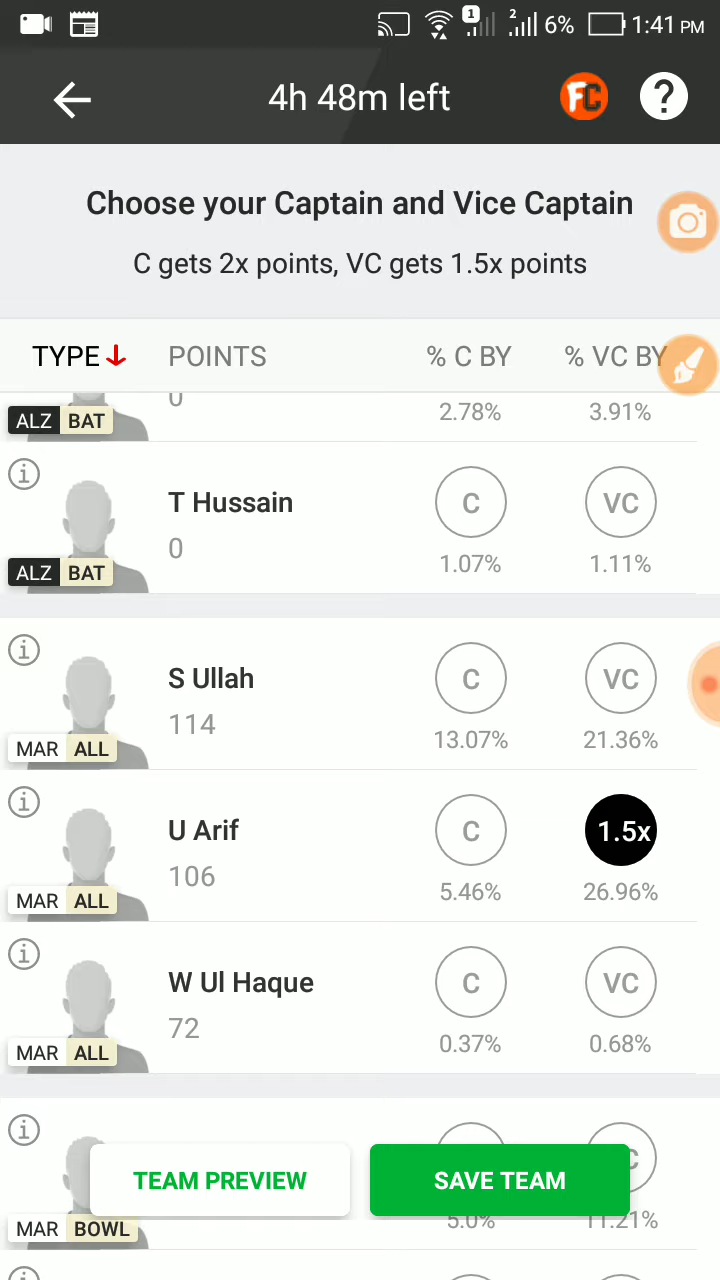 1 2 6% 1:41 PM
4h 48m left FC ?
Choose your Captain and Vice Captain
C gets 2x points, VC gets 1.5x points
TYPE POINTS % C BY % VC BY
0
ALZ BAT 2.78% 3.91%
i
T Hussain C VC
0
ALZ BAT 1.07% 1.11%
i
S Ullah C VC
114
MAR ALL 13.07% 21.36%
i
U Arif C 1.5x
106
MAR ALL 5.46% 26.96%
i
W Ul Haque C VC
72
MAR ALL 0.37% 0.68%
i
C
TEAM PREVIEW SAVE TEAM
MAR BOWL 5.0% 11.21%